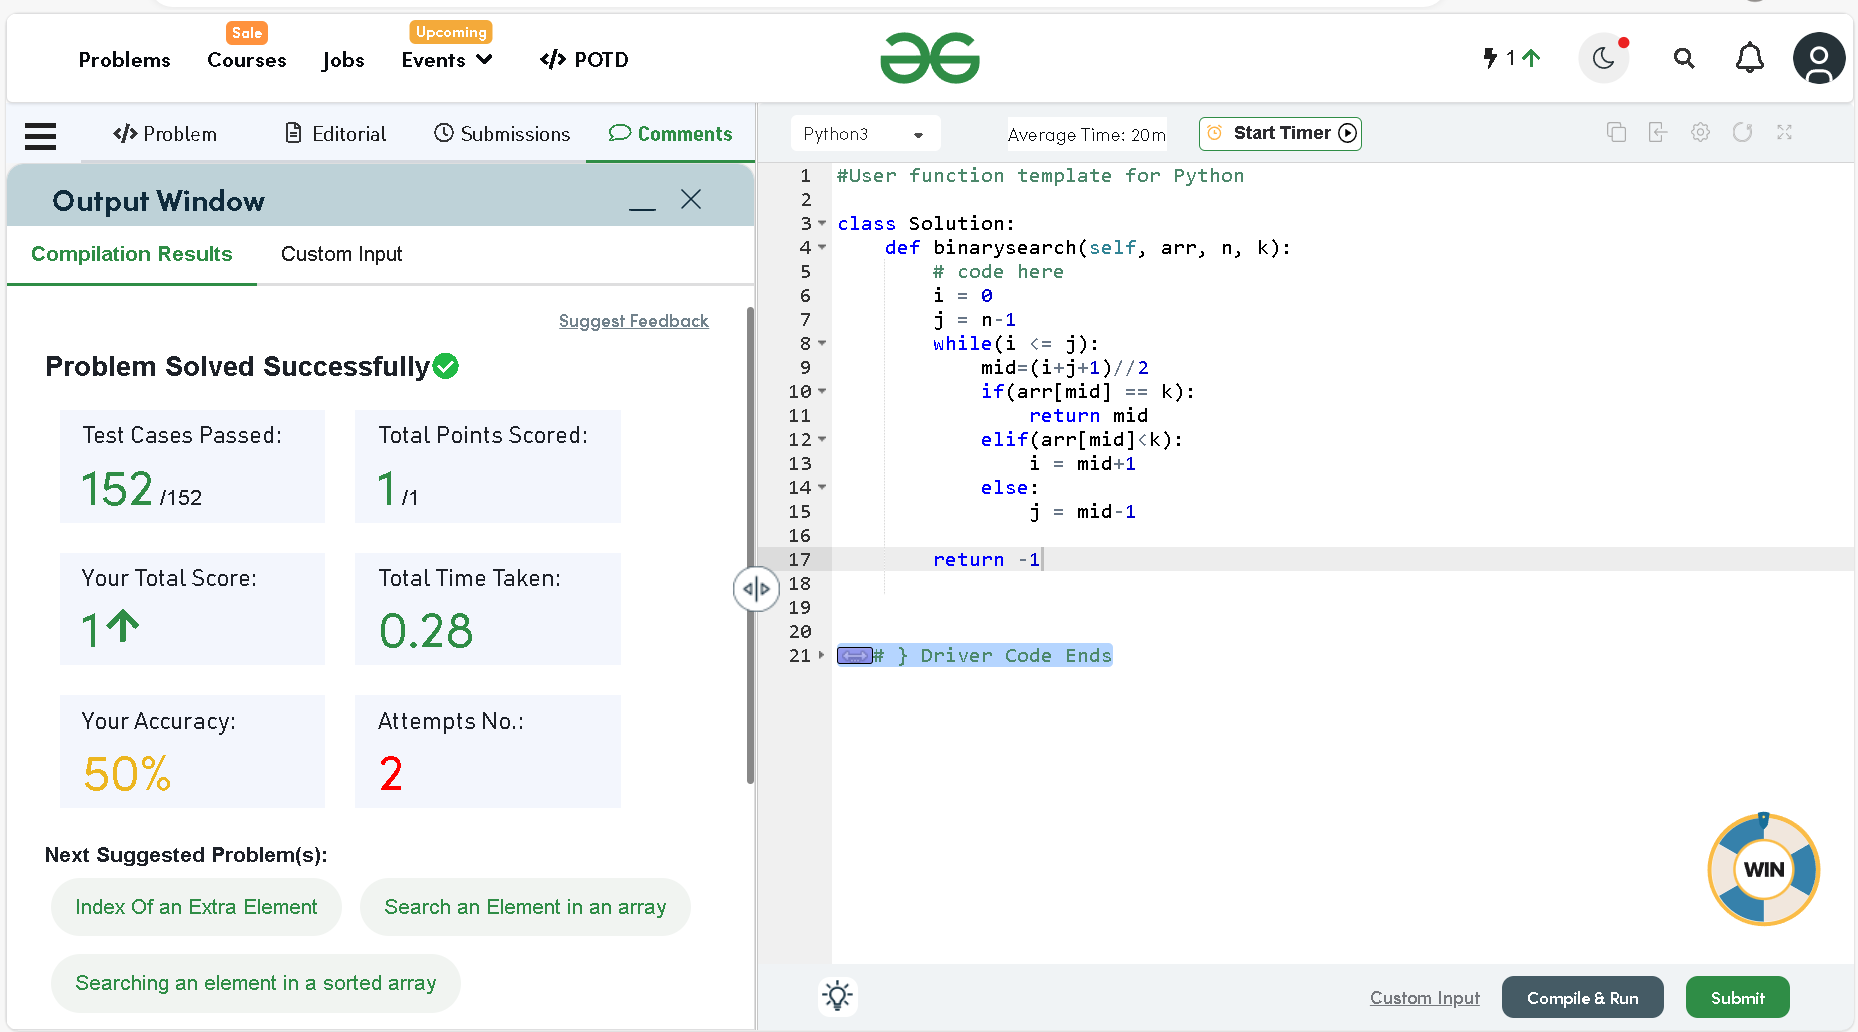 Sale
Upcoming
Problems Courses Jobs Events </> POTD
1
</> Problem Editorial Submissions Comments
Output Window
Compilation Results Custom Input
Suggest Feedback
Problem Solved Successfully
Test Cases Passed: Total Points Scored:
152 /152 1 /1
Your Total Score: Total Time Taken:
1 0.28
Your Accuracy: Attempts No.:
50% 2
Next Suggested Problem(s):
Index Of an Extra Element Search an Element in an array
Searching an element in a sorted array
Python3 Average Time: 20m Start Timer
1 #User function template for Python
2
3 class Solution:
4 def binarysearch(self, arr, n, k):
5 # code here
6 i = 0
7 j = n-1
8 while(i <= j):
9 mid=(i+j+1)//2
10 if(arr[mid] == k):
11 return mid
12 elif(arr[mid]<k):
13 i = mid+1
14 else:
15 j = mid-1
16
17 return -1
18
19
20
21 # } Driver Code Ends
WIN
Custom Input Compile & Run Submit